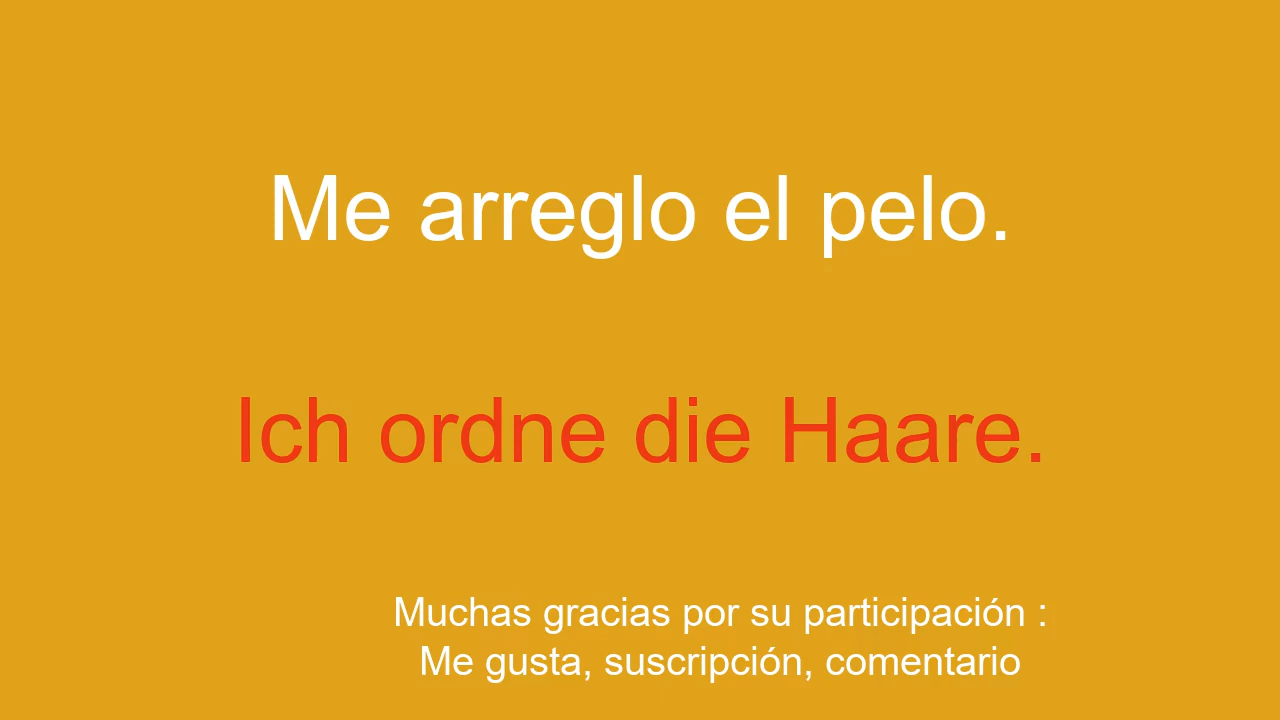 Me arreglo el pelo.
Ich ordne die Haare.
Muchas gracias por su participación :
Me gusta, suscripción, comentario